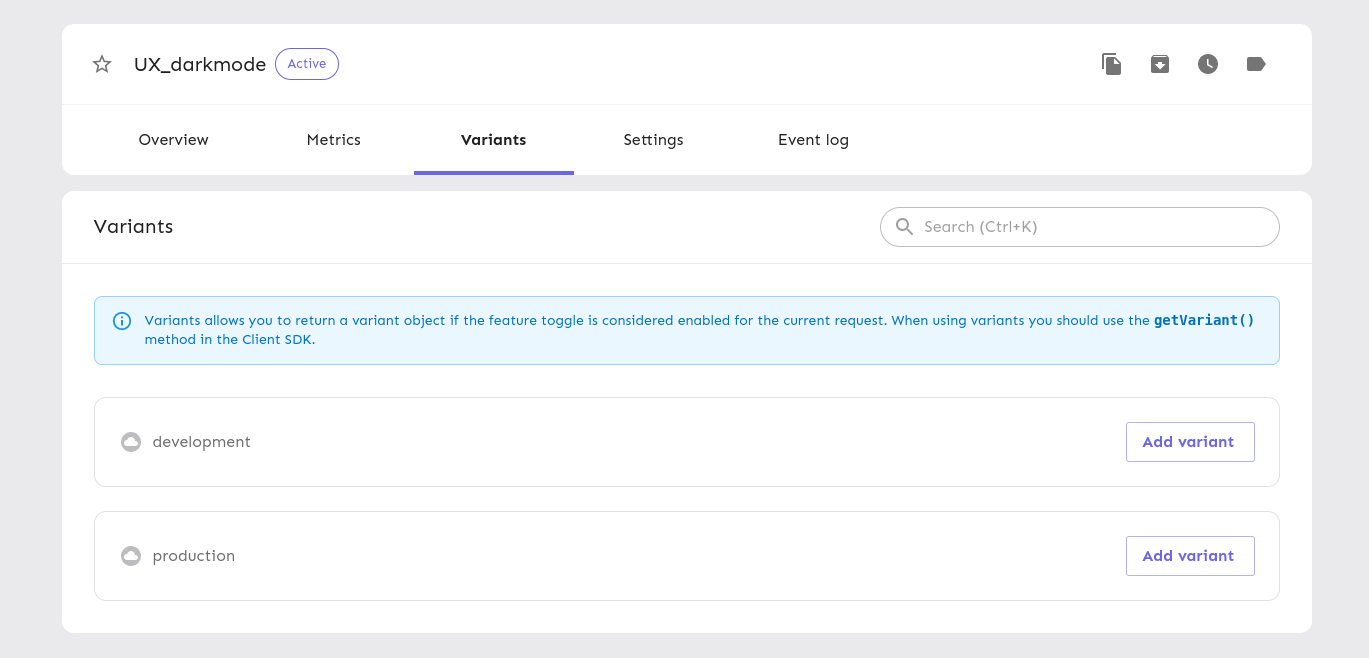 UX_darkmode Active
Overview Metrics Variants Settings Event log
Variants Search (Ctrl+K)
Variants allows you to return a variant object if the feature toggle is considered enabled for the current request. When using variants you should use the getVariant()
method in the Client SDK.
development Add variant
production Add variant